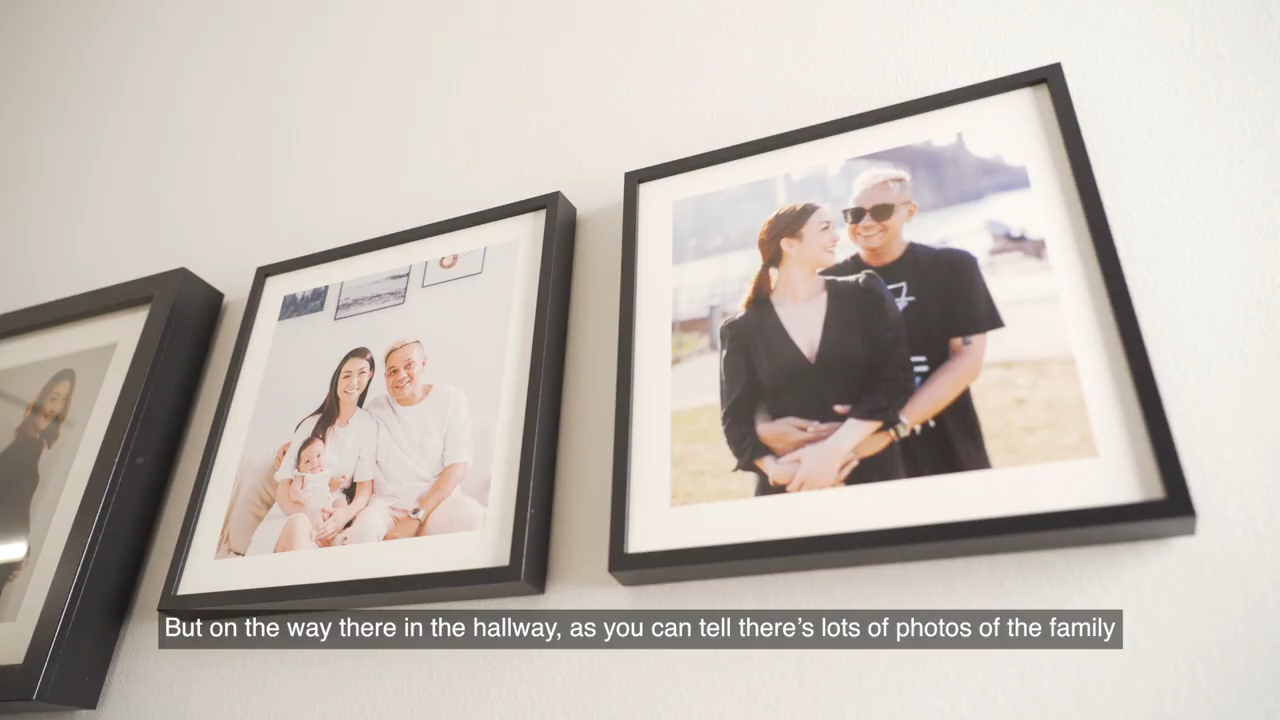 But on the way there in the hallway, as you can tell there's lots of photos of the family